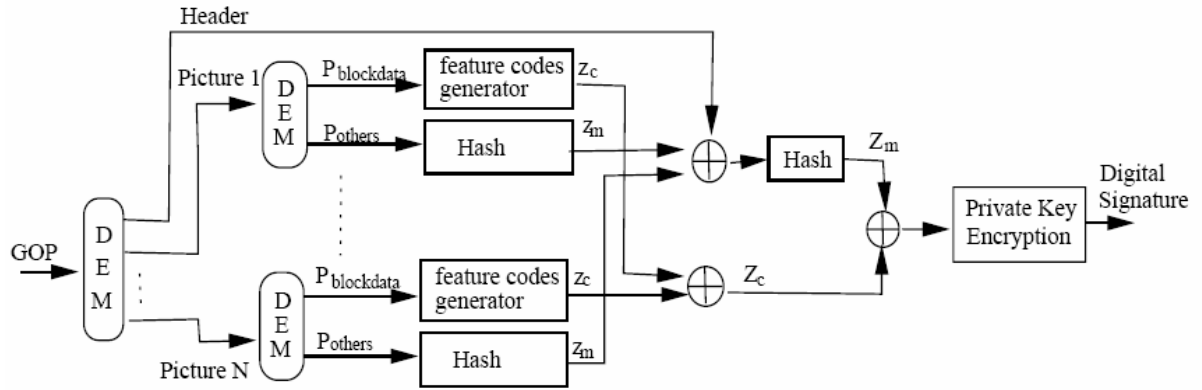 Header
Picture 1
D
E
M
Pblockdata
feature codes
generator
zc
Pothers
Hash
zm
Hash
Zm
Digital
Signature
Private Key
Encryption
GOP
D
E
M
Pblockdata
feature codes
generator
zc
Zc
D
E
M
Pothers
Hash
zm
Picture N